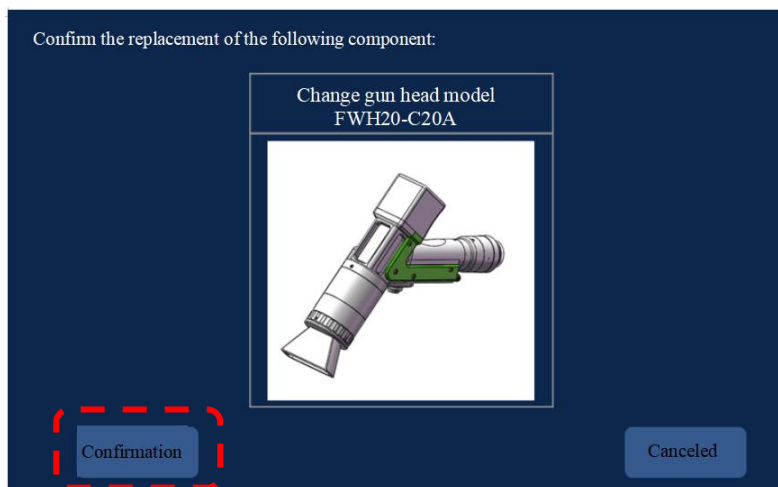 Confirm the replacement of the following component:
Change gun head model
FWH20-C20A
Confirmation
Canceled